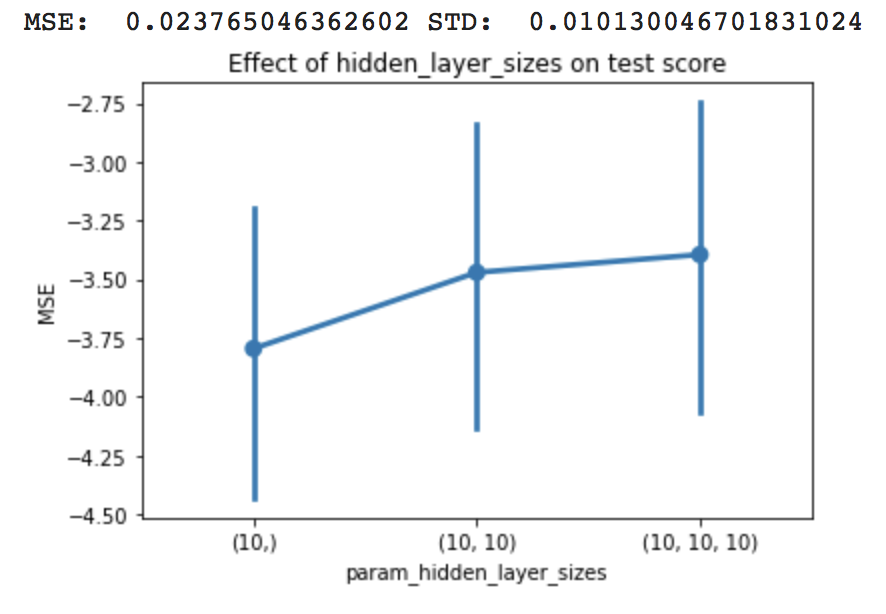 MSE:  0.023765046362602 STD:  0.010130046701831024
Effect of hidden_layer_sizes on test score
−2.75
−3.00
−3.25
−3.50
−3.75
−4.00
−4.25
−4.50
MSE
(10,) (10, 10) (10, 10, 10)
param_hidden_layer_sizes